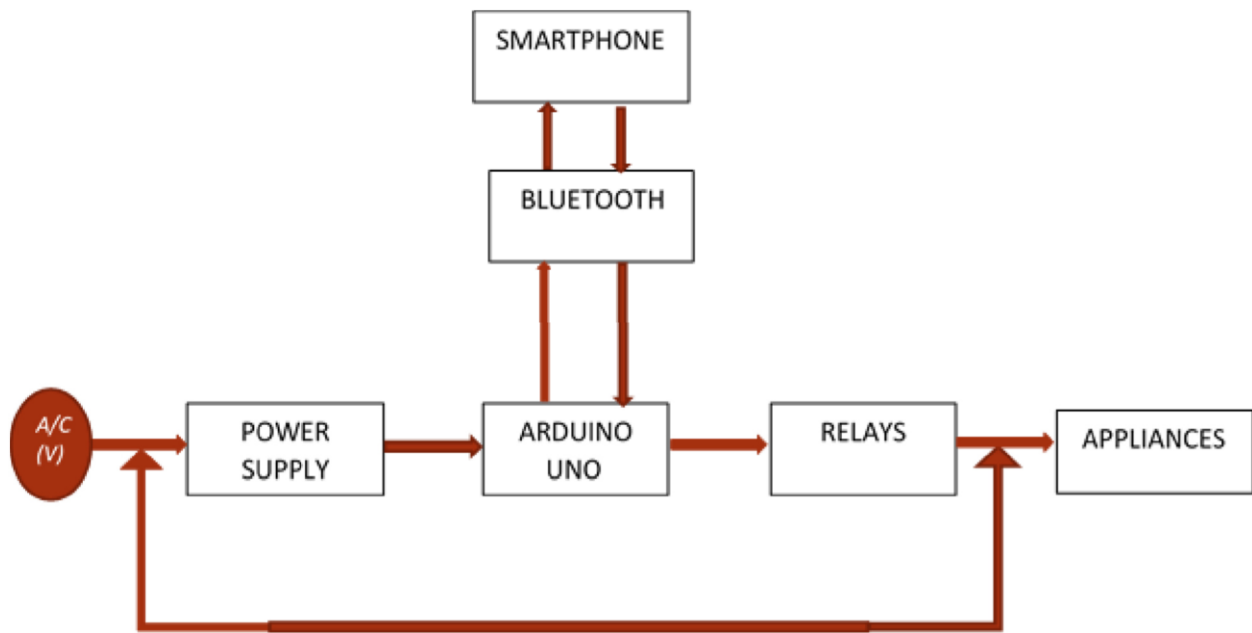 SMARTPHONE
BLUETOOTH
A/C
(V)
POWER
SUPPLY
ARDUINO
UNO
RELAYS
APPLIANCES